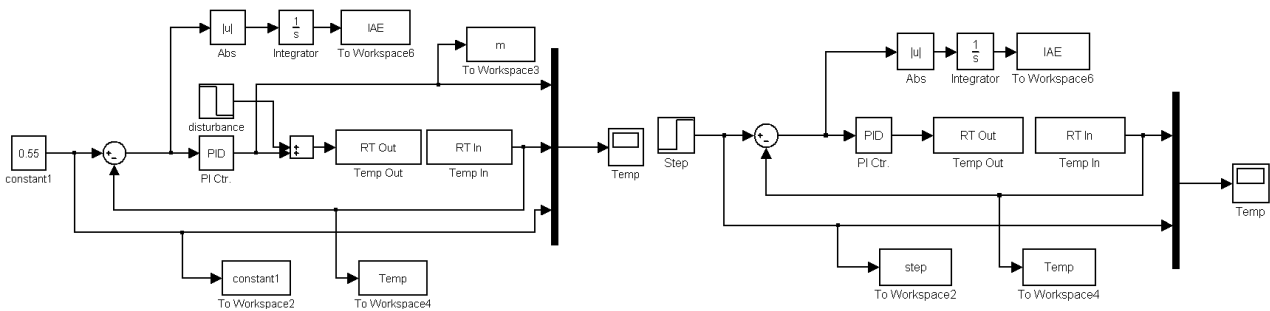 |u|
1
s
IAE
Abs
Integrator
To Workspace6
m
To Workspace3
disturbance
0.55
constant1
+
-
PID
PI Ctr.
+
+
RT Out
Temp Out
RT In
Temp In
Temp
constant1
To Workspace2
Temp
To Workspace4
|u|
1
s
IAE
Abs
Integrator
To Workspace6
Step
+
-
PID
PI Ctr.
RT Out
Temp Out
RT In
Temp In
Temp
step
To Workspace2
Temp
To Workspace4